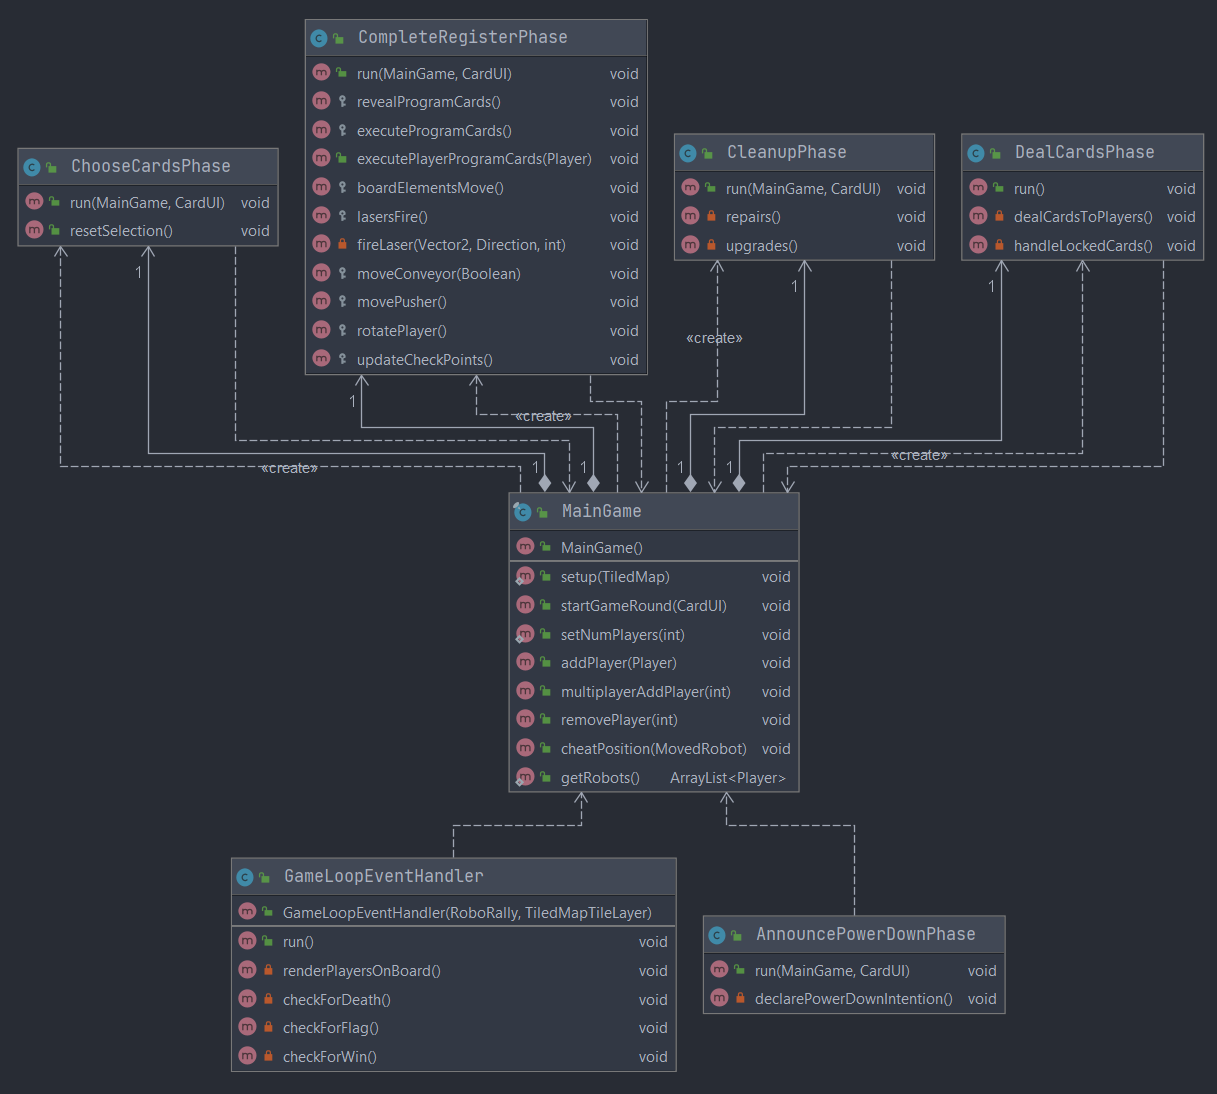 CompleteRegisterPhase
run(MainGame, CardUI) void
revealProgramCards() void
executeProgramCards() void
executePlayerProgramCards(Player) void
boardElementsMove() void
lasersFire() void
fireLaser(Vector2, Direction, int) void
moveConveyor(Boolean) void
movePusher() void
rotatePlayer() void
updateCheckPoints() void
ChooseCardsPhase
run(MainGame, CardUI) void
resetSelection() void
CleanupPhase
run(MainGame, CardUI) void
repairs() void
upgrades() void
DealCardsPhase
run() void
dealCardsToPlayers() void
handleLockedCards() void
1
1
1
1
«create»
«create»
«create»
«create»
1
1
1
1
MainGame
MainGame()
setup(TiledMap) void
startGameRound(CardUI) void
setNumPlayers(int) void
addPlayer(Player) void
multiplayerAddPlayer(int) void
removePlayer(int) void
cheatPosition(MovedRobot) void
getRobots() ArrayList<Player>
GameLoopEventHandler
GameLoopEventHandler(RoboRally, TiledMapTileLayer)
run() void
renderPlayersOnBoard() void
checkForDeath() void
checkForFlag() void
checkForWin() void
AnnouncePowerDownPhase
run(MainGame, CardUI) void
declarePowerDownIntention() void